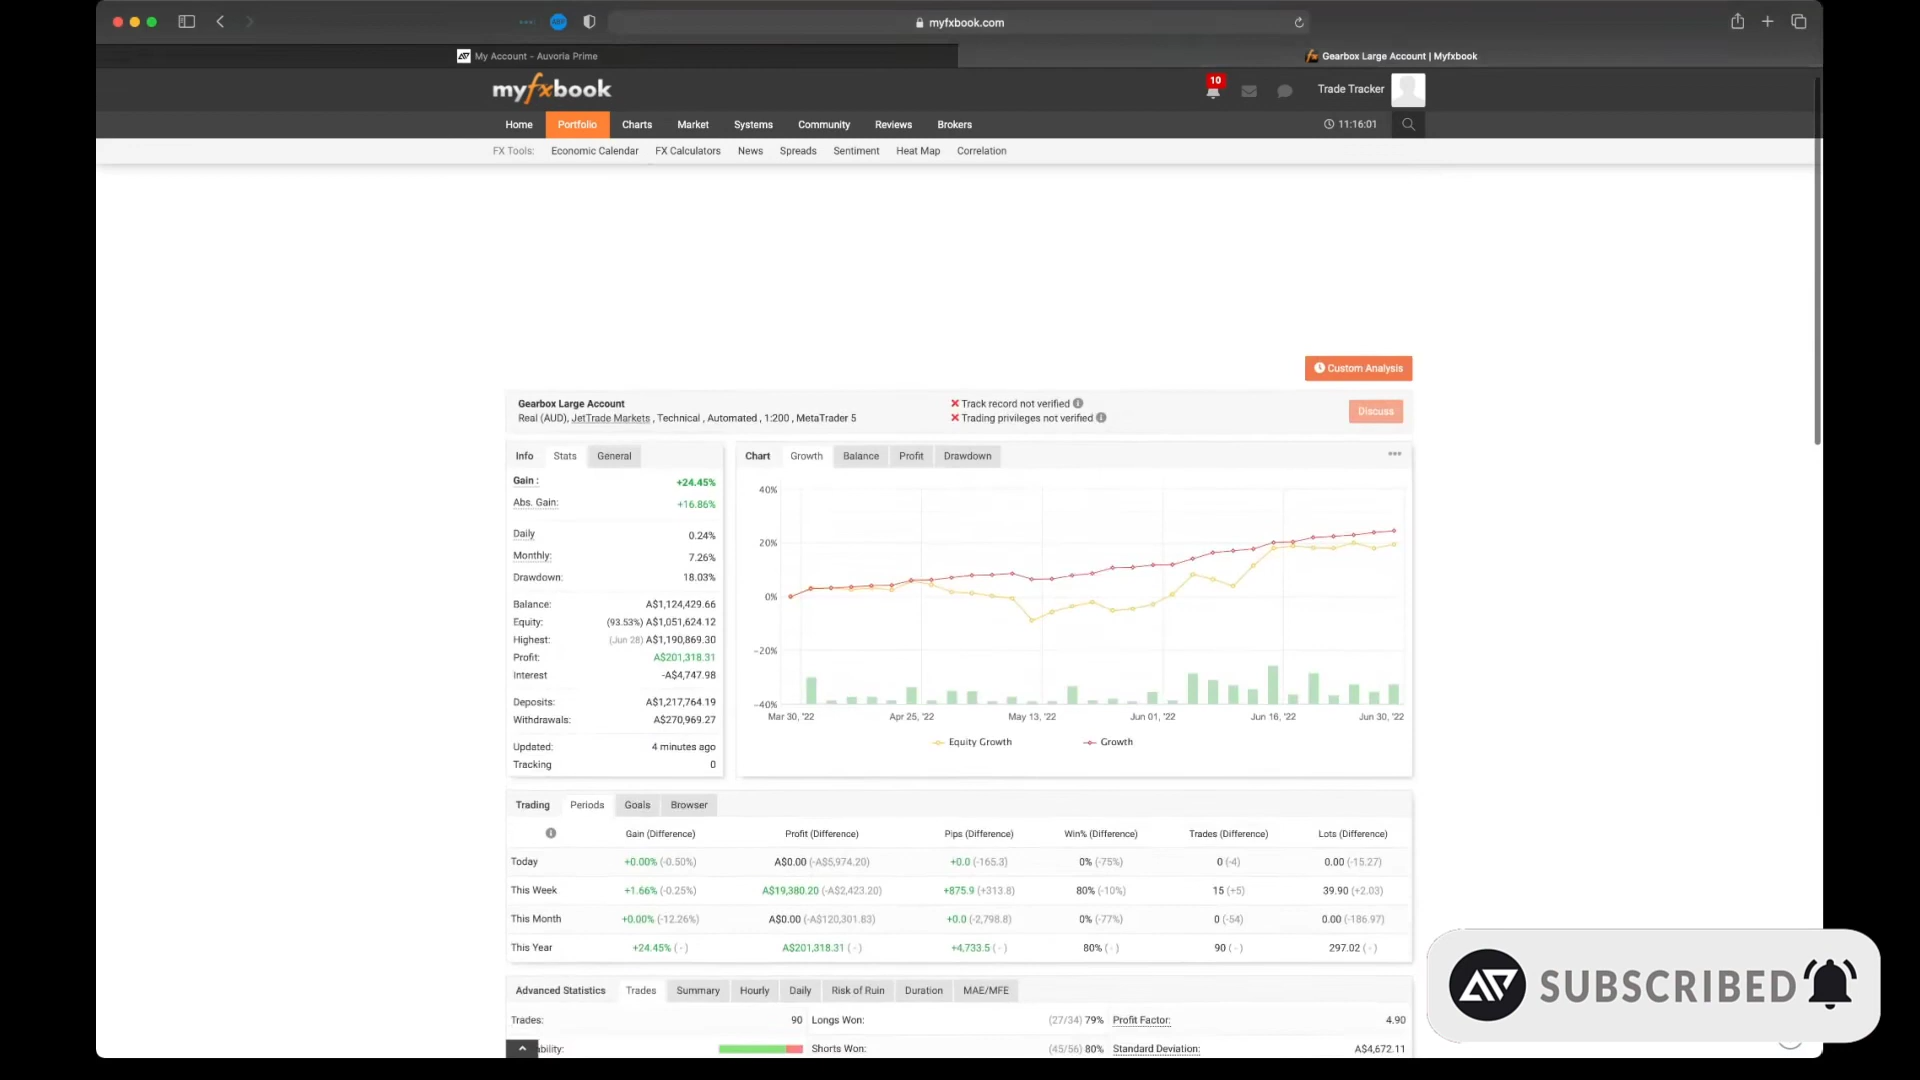 myfxbook.com
My Account - Auvoria Prime
Gearbox Large Account | Myfxbook
myfxbook
10
Trade Tracker
Home Portfolio Charts Market Systems Community Reviews Brokers
11:16:01
FX Tools: Economic Calendar FX Calculators News Spreads Sentiment Heat Map Correlation
Custom Analysis
Gearbox Large Account
Real (AUD), JetTrade Markets , Technical , Automated , 1:200 , MetaTrader 5
Track record not verified
Trading privileges not verified
Discuss
Info Stats General
Gain : +24.45%
Abs. Gain: +16.86%
Daily 0.24%
Monthly: 7.26%
Drawdown: 18.03%
Balance: A$1,124,429.66
Equity: (93.53%) A$1,051,624.12
Highest: (Jun 28) A$1,190,869.30
Profit: A$201,318.31
Interest -A$4,747.98
Deposits: A$1,217,764.19
Withdrawals: A$270,969.27
Updated: 4 minutes ago
Tracking 0
Chart Growth Balance Profit Drawdown
40%
20%
0%
-20%
-40%
Mar 30, '22 Apr 25, '22 May 13, '22 Jun 01, '22 Jun 16, '22 Jun 30, '22
Equity Growth Growth
Trading Periods Goals Browser
Gain (Difference) Profit (Difference) Pips (Difference) Win% (Difference) Trades (Difference) Lots (Difference)
Today +0.00% (-0.50%) A$0.00 (-A$5,974.20) +0.0 (-165.3) 0% (-75%) 0 (-4) 0.00 (-15.27)
This Week +1.66% (-0.25%) A$19,380.20 (-A$2,423.20) +875.9 (+313.8) 80% (-10%) 15 (+5) 39.90 (+2.03)
This Month +0.00% (-12.26%) A$0.00 (-A$120,301.83) +0.0 (-2,798.8) 0% (-77%) 0 (-54) 0.00 (-186.97)
This Year +24.45% ( - ) A$201,318.31 ( - ) +4,733.5 ( - ) 80% ( - ) 90 ( - ) 297.02 ( - )
Advanced Statistics Trades Summary Hourly Daily Risk of Ruin Duration MAE/MFE
Trades: 90 Longs Won: (27/34) 79% Profit Factor: 4.90
ability: Shorts Won: (45/56) 80% Standard Deviation: A$4,672.11
SUBSCRIBED